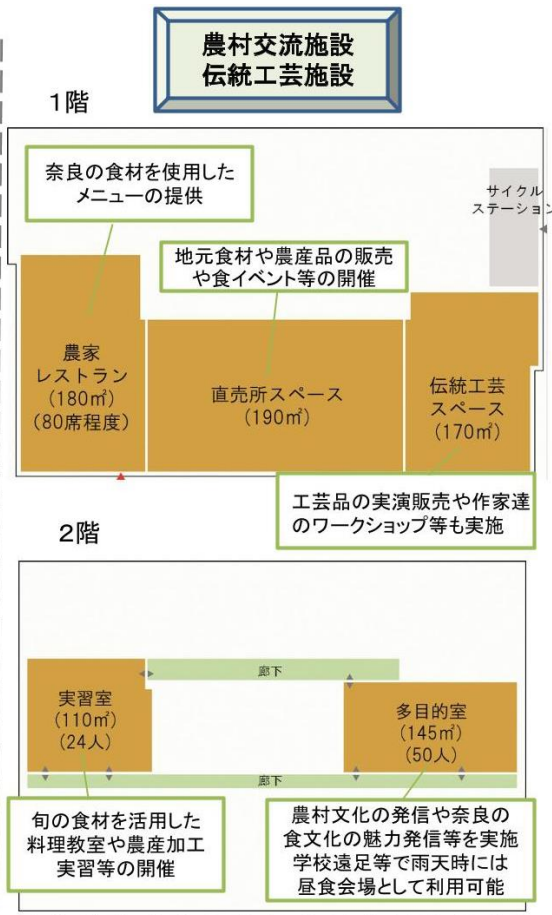 農村交流施設
伝統工芸施設
1階
奈良の食材を使用した
メニューの提供
サイクル
ステーション
地元食材や農産品の販売
や食イベント等の開催
農家
レストラン
(180㎡)
(80席程度)
直売所スペース
(190㎡)
伝統工芸
スペース
(170㎡)
工芸品の実演販売や作家達
のワークショップ等も実施
2階
廊下
実習室
(110㎡)
(24人)
多目的室
(145㎡)
(50人)
廊下
旬の食材を活用した
料理教室や農産加工
実習等の開催
農村文化の発信や奈良の
食文化の魅力発信等を実施
学校遠足等で雨天時には
昼食会場として利用可能